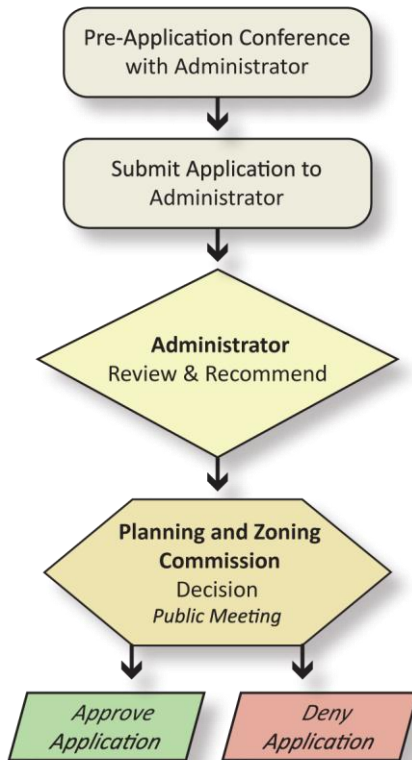 Pre-Application Conference
with Administrator
Submit Application to
Administrator
Administrator
Review & Recommend
Planning and Zoning
Commission
Decision
Public Meeting
Approve
Application
Deny
Application